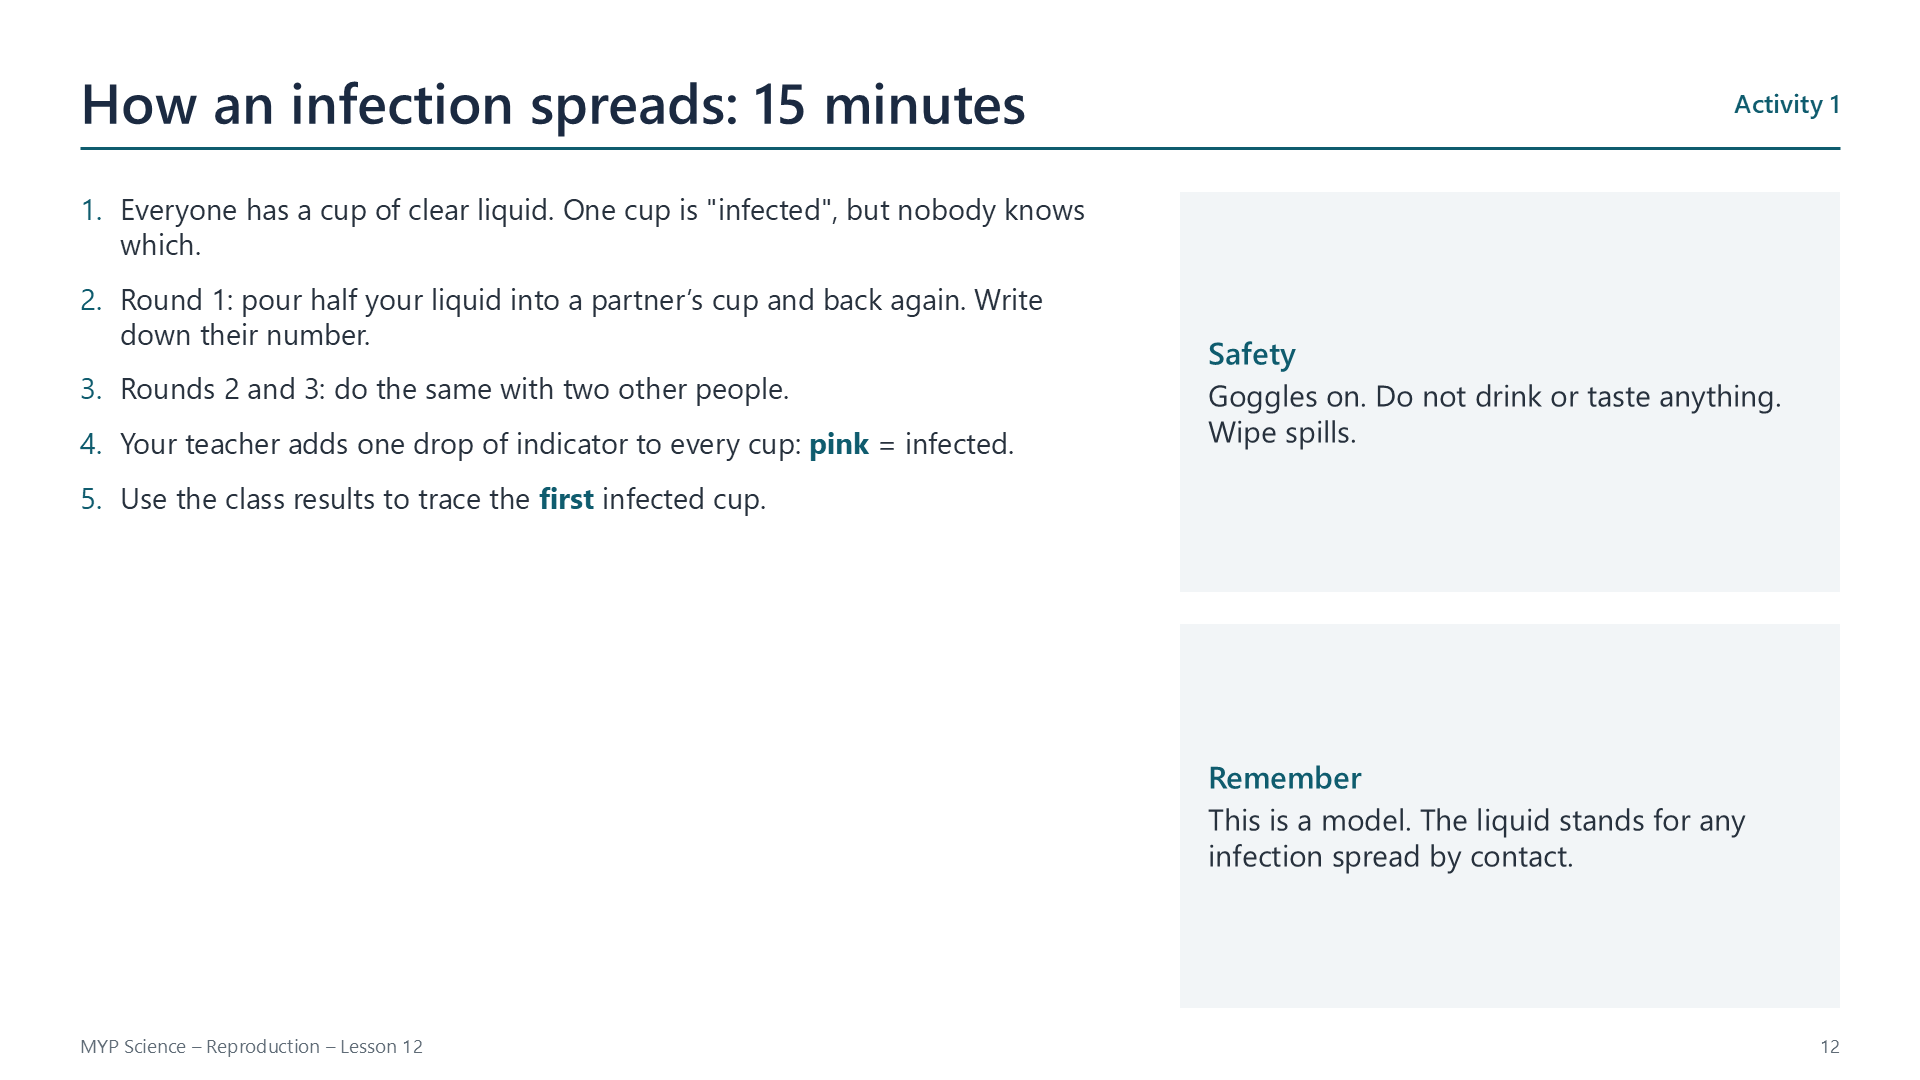 How an infection spreads: 15 minutes
Activity 1
1. Everyone has a cup of clear liquid. One cup is "infected", but nobody knows
which.
2. Round 1: pour half your liquid into a partner’s cup and back again. Write
down their number.
3. Rounds 2 and 3: do the same with two other people.
4. Your teacher adds one drop of indicator to every cup: pink = infected.
5. Use the class results to trace the first infected cup.
Safety
Goggles on. Do not drink or taste anything.
Wipe spills.
Remember
This is a model. The liquid stands for any
infection spread by contact.
MYP Science – Reproduction – Lesson 12
12